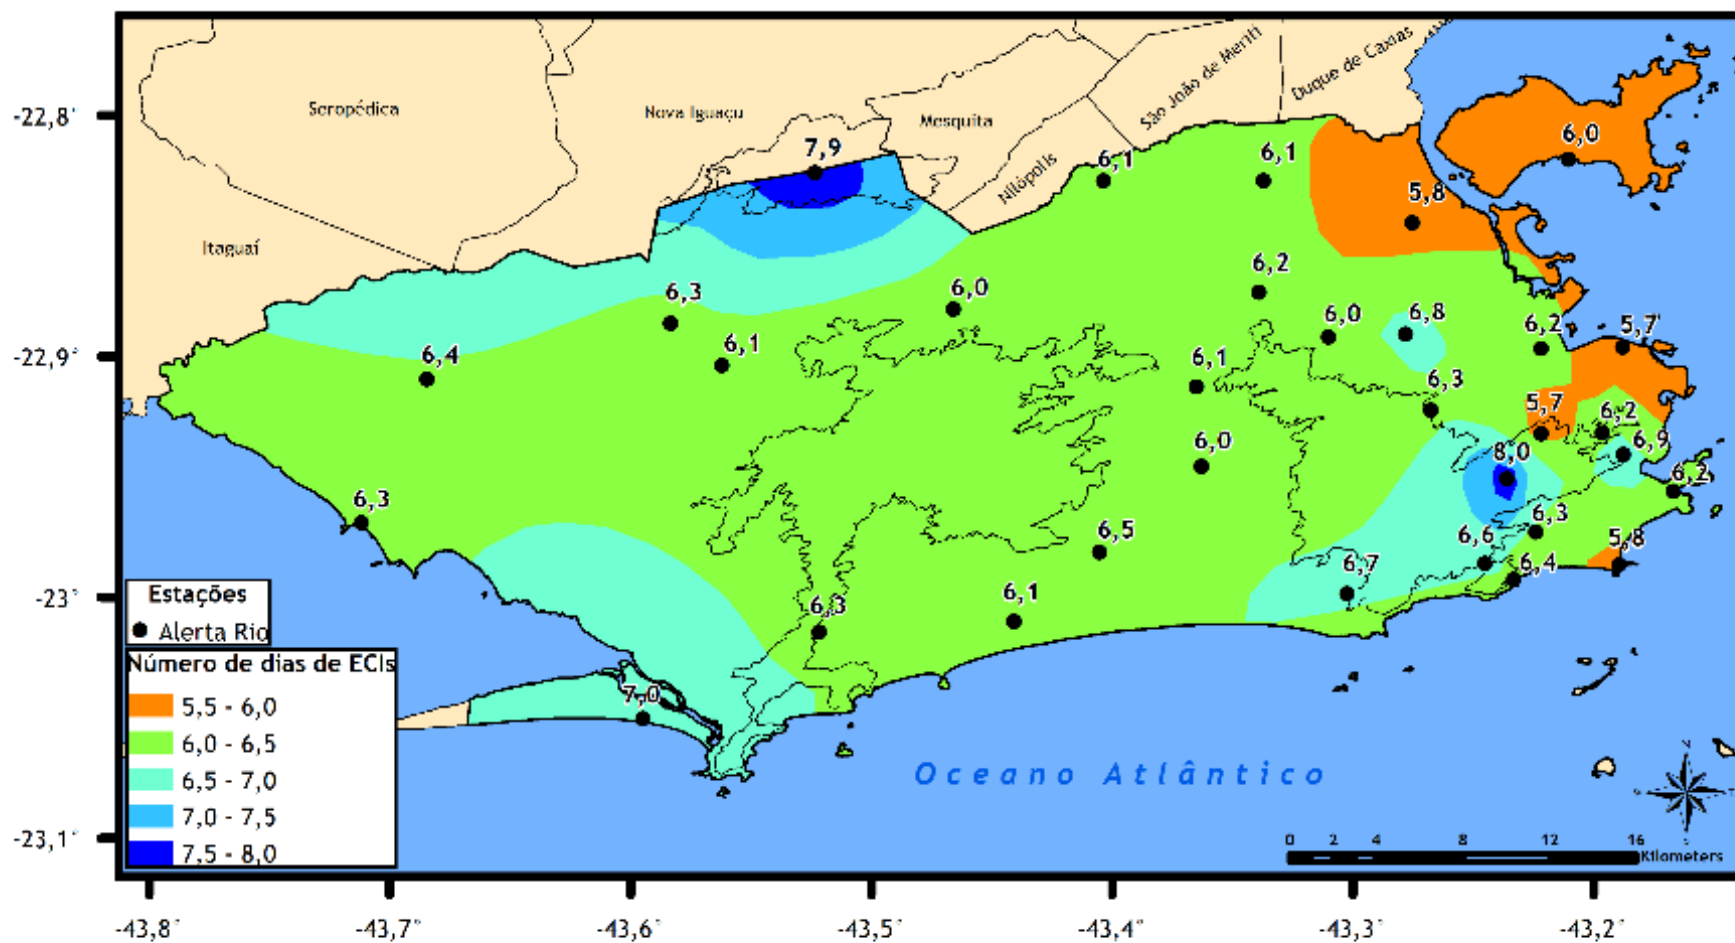 -22,8°
-22,9°
-23°
-23,1°
Seropédica
Nova Iguaçu
Mesquita
Nilópolis
São João de Meriti
Duque de Caxias
Itaguaí
7,9
6,1
6,1
6,0
5,8
6,2
6,3
6,0
6,0
6,8
6,2
5,7
6,4
6,1
6,1
6,3
5,7
6,2
6,9
6,0
8,0
6,2
6,3
6,5
6,6
6,3
5,8
6,7
6,4
6,3
6,1
7,0
Estações
Alerta Rio
Número de dias de ECIs
5,5 - 6,0
6,0 - 6,5
6,5 - 7,0
7,0 - 7,5
7,5 - 8,0
Oceano Atlântico
0 2 4 8 12 16
Kilometers
-43,8° -43,7° -43,6° -43,5° -43,4° -43,3° -43,2°